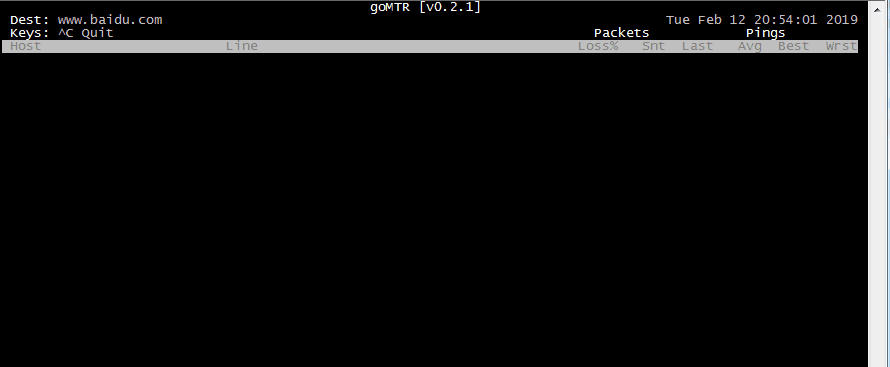 goMTR [v0.2.1]
Dest: www.baidu.com Tue Feb 12 20:54:01 2019
Keys: ^C Quit Packets Pings
Host Line Loss% Snt Last Avg Best Wrst